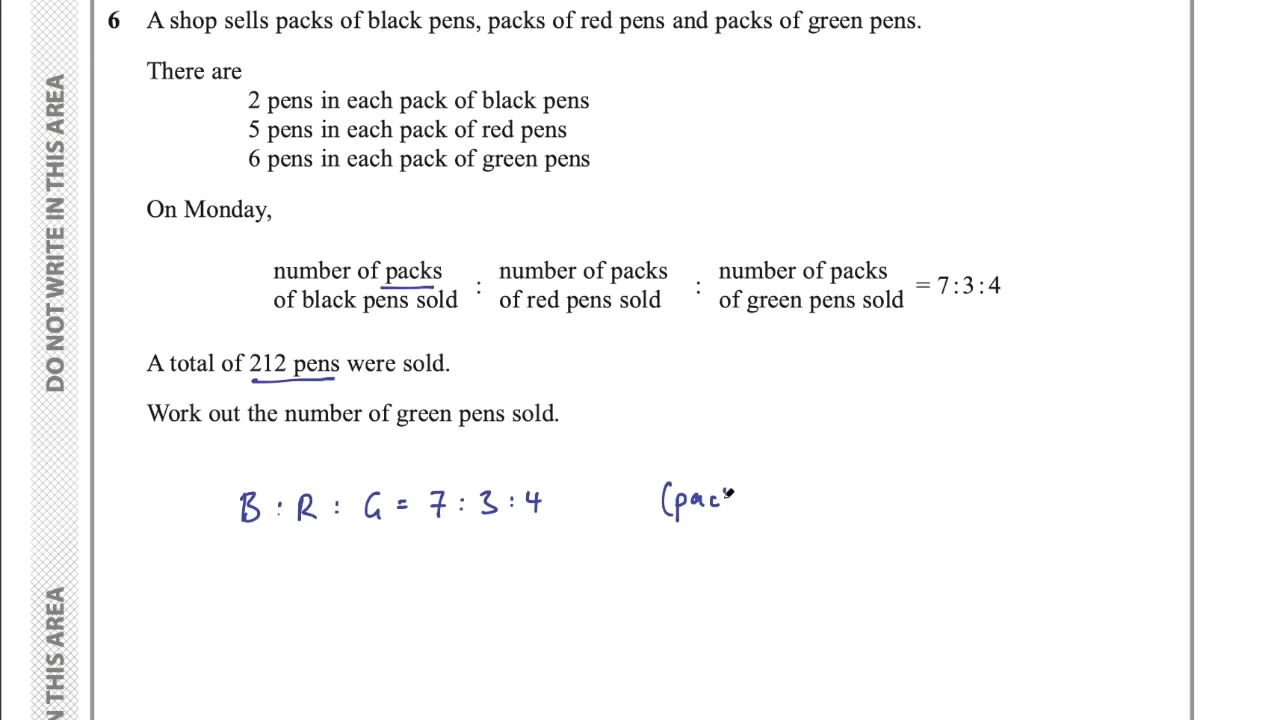 6 A shop sells packs of black pens, packs of red pens and packs of green pens.
There are
2 pens in each pack of black pens
5 pens in each pack of red pens
6 pens in each pack of green pens
On Monday,
number of packs of black pens sold : number of packs of red pens sold : number of packs of green pens sold = 7 : 3 : 4
A total of 212 pens were sold.
Work out the number of green pens sold.
B : R : G = 7 : 3 : 4 (pac
DO NOT WRITE IN THIS AREA
N THIS AREA